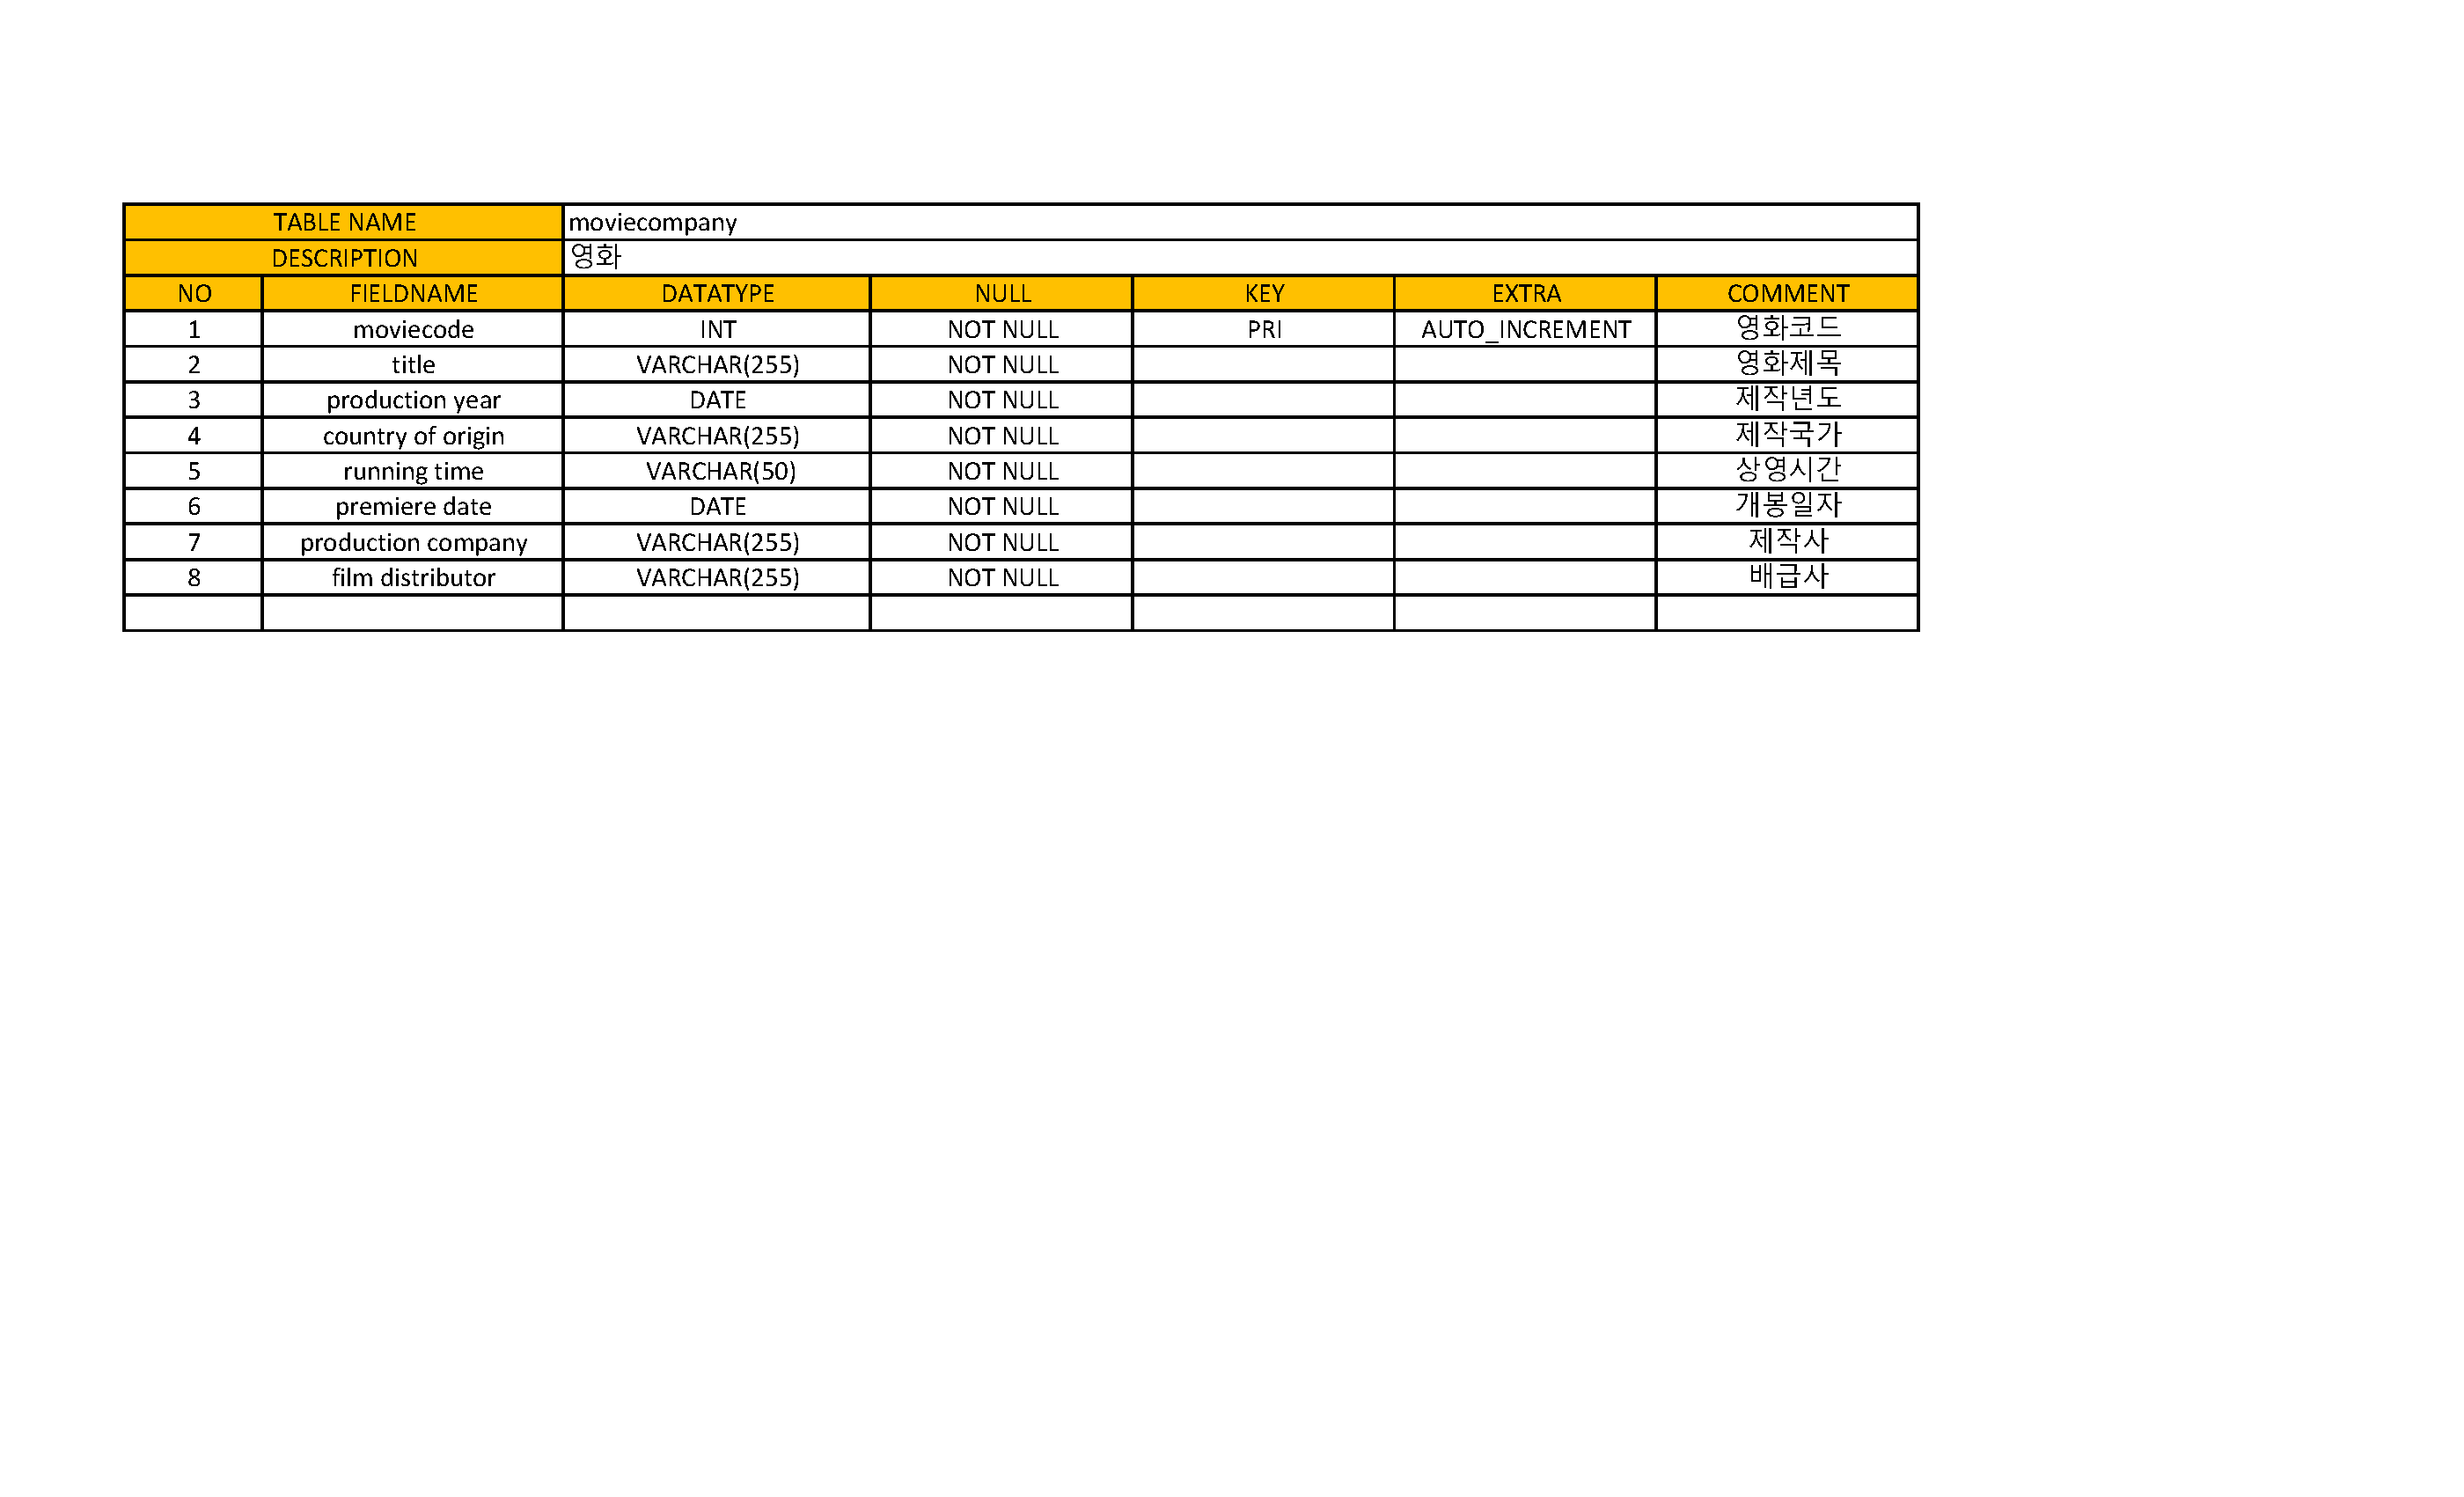 TABLE NAME moviecompany
DESCRIPTION 영화
NO FIELDNAME DATATYPE NULL KEY EXTRA COMMENT
1 moviecode INT NOT NULL PRI AUTO_INCREMENT 영화코드
2 title VARCHAR(255) NOT NULL 영화제목
3 production year DATE NOT NULL 제작년도
4 country of origin VARCHAR(255) NOT NULL 제작국가
5 running time VARCHAR(50) NOT NULL 상영시간
6 premiere date DATE NOT NULL 개봉일자
7 production company VARCHAR(255) NOT NULL 제작사
8 film distributor VARCHAR(255) NOT NULL 배급사